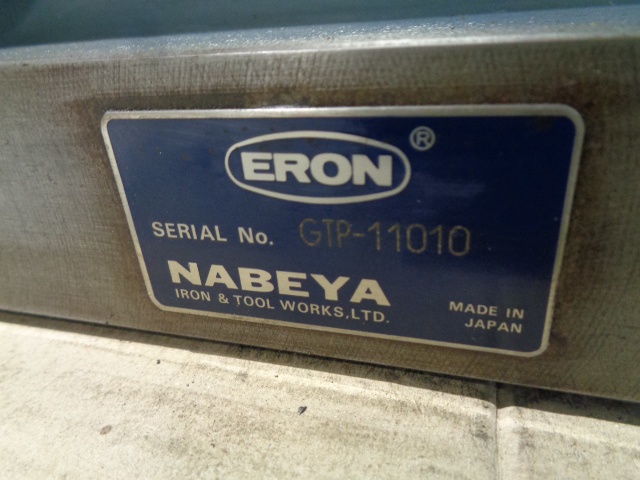 ERON ®
SERIAL No. GTP-11010
NABEYA
IRON & TOOL WORKS,LTD.
MADE IN
JAPAN